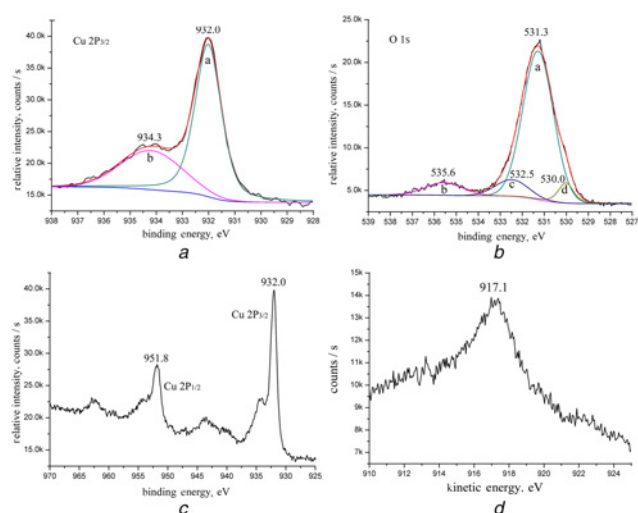 Cu 2P3/2
932.0
a
934.3
b
relative intensity, counts / s
40.0k
35.0k
30.0k
25.0k
20.0k
15.0k
938 937 936 935 934 933 932 931 930 929 928
binding energy, eV
a
O 1s
531.3
a
535.6
b
532.5
c
530.0
d
relative intensity, counts / s
25.0k
20.0k
15.0k
10.0k
5.0k
539 538 537 536 535 534 533 532 531 530 529 528 527
binding energy, eV
b
932.0
Cu 2P3/2
951.8
Cu 2P1/2
relative intensity, counts / s
40.0k
35.0k
30.0k
25.0k
20.0k
15.0k
970 965 960 955 950 945 940 935 930 925
binding energy, eV
c
917.1
counts / s
15k
14k
13k
12k
11k
10k
9k
8k
7k
910 912 914 916 918 920 922 924
kinetic energy, eV
d